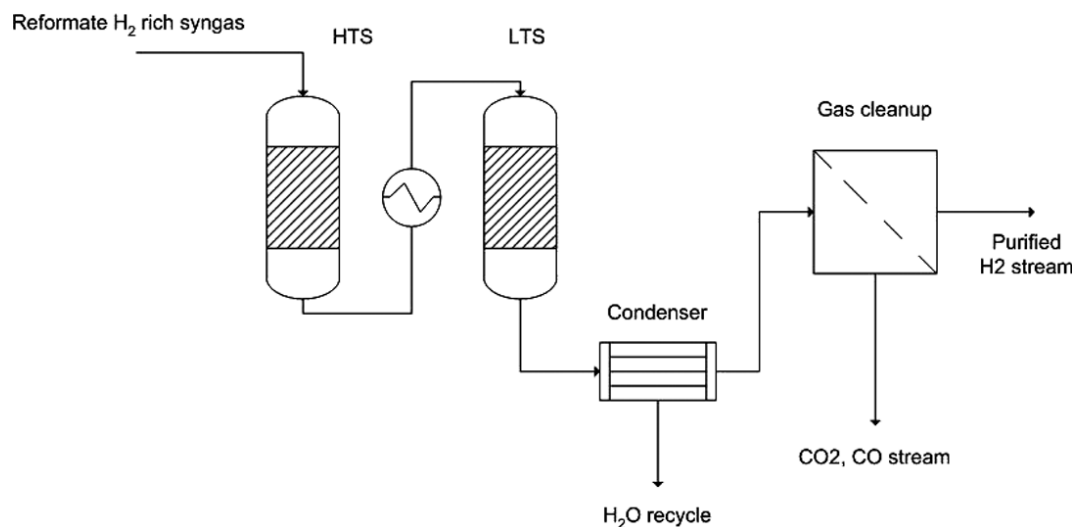 Reformate H₂ rich syngas
HTS
LTS
Gas cleanup
Purified
H2 stream
Condenser
CO2, CO stream
H₂O recycle